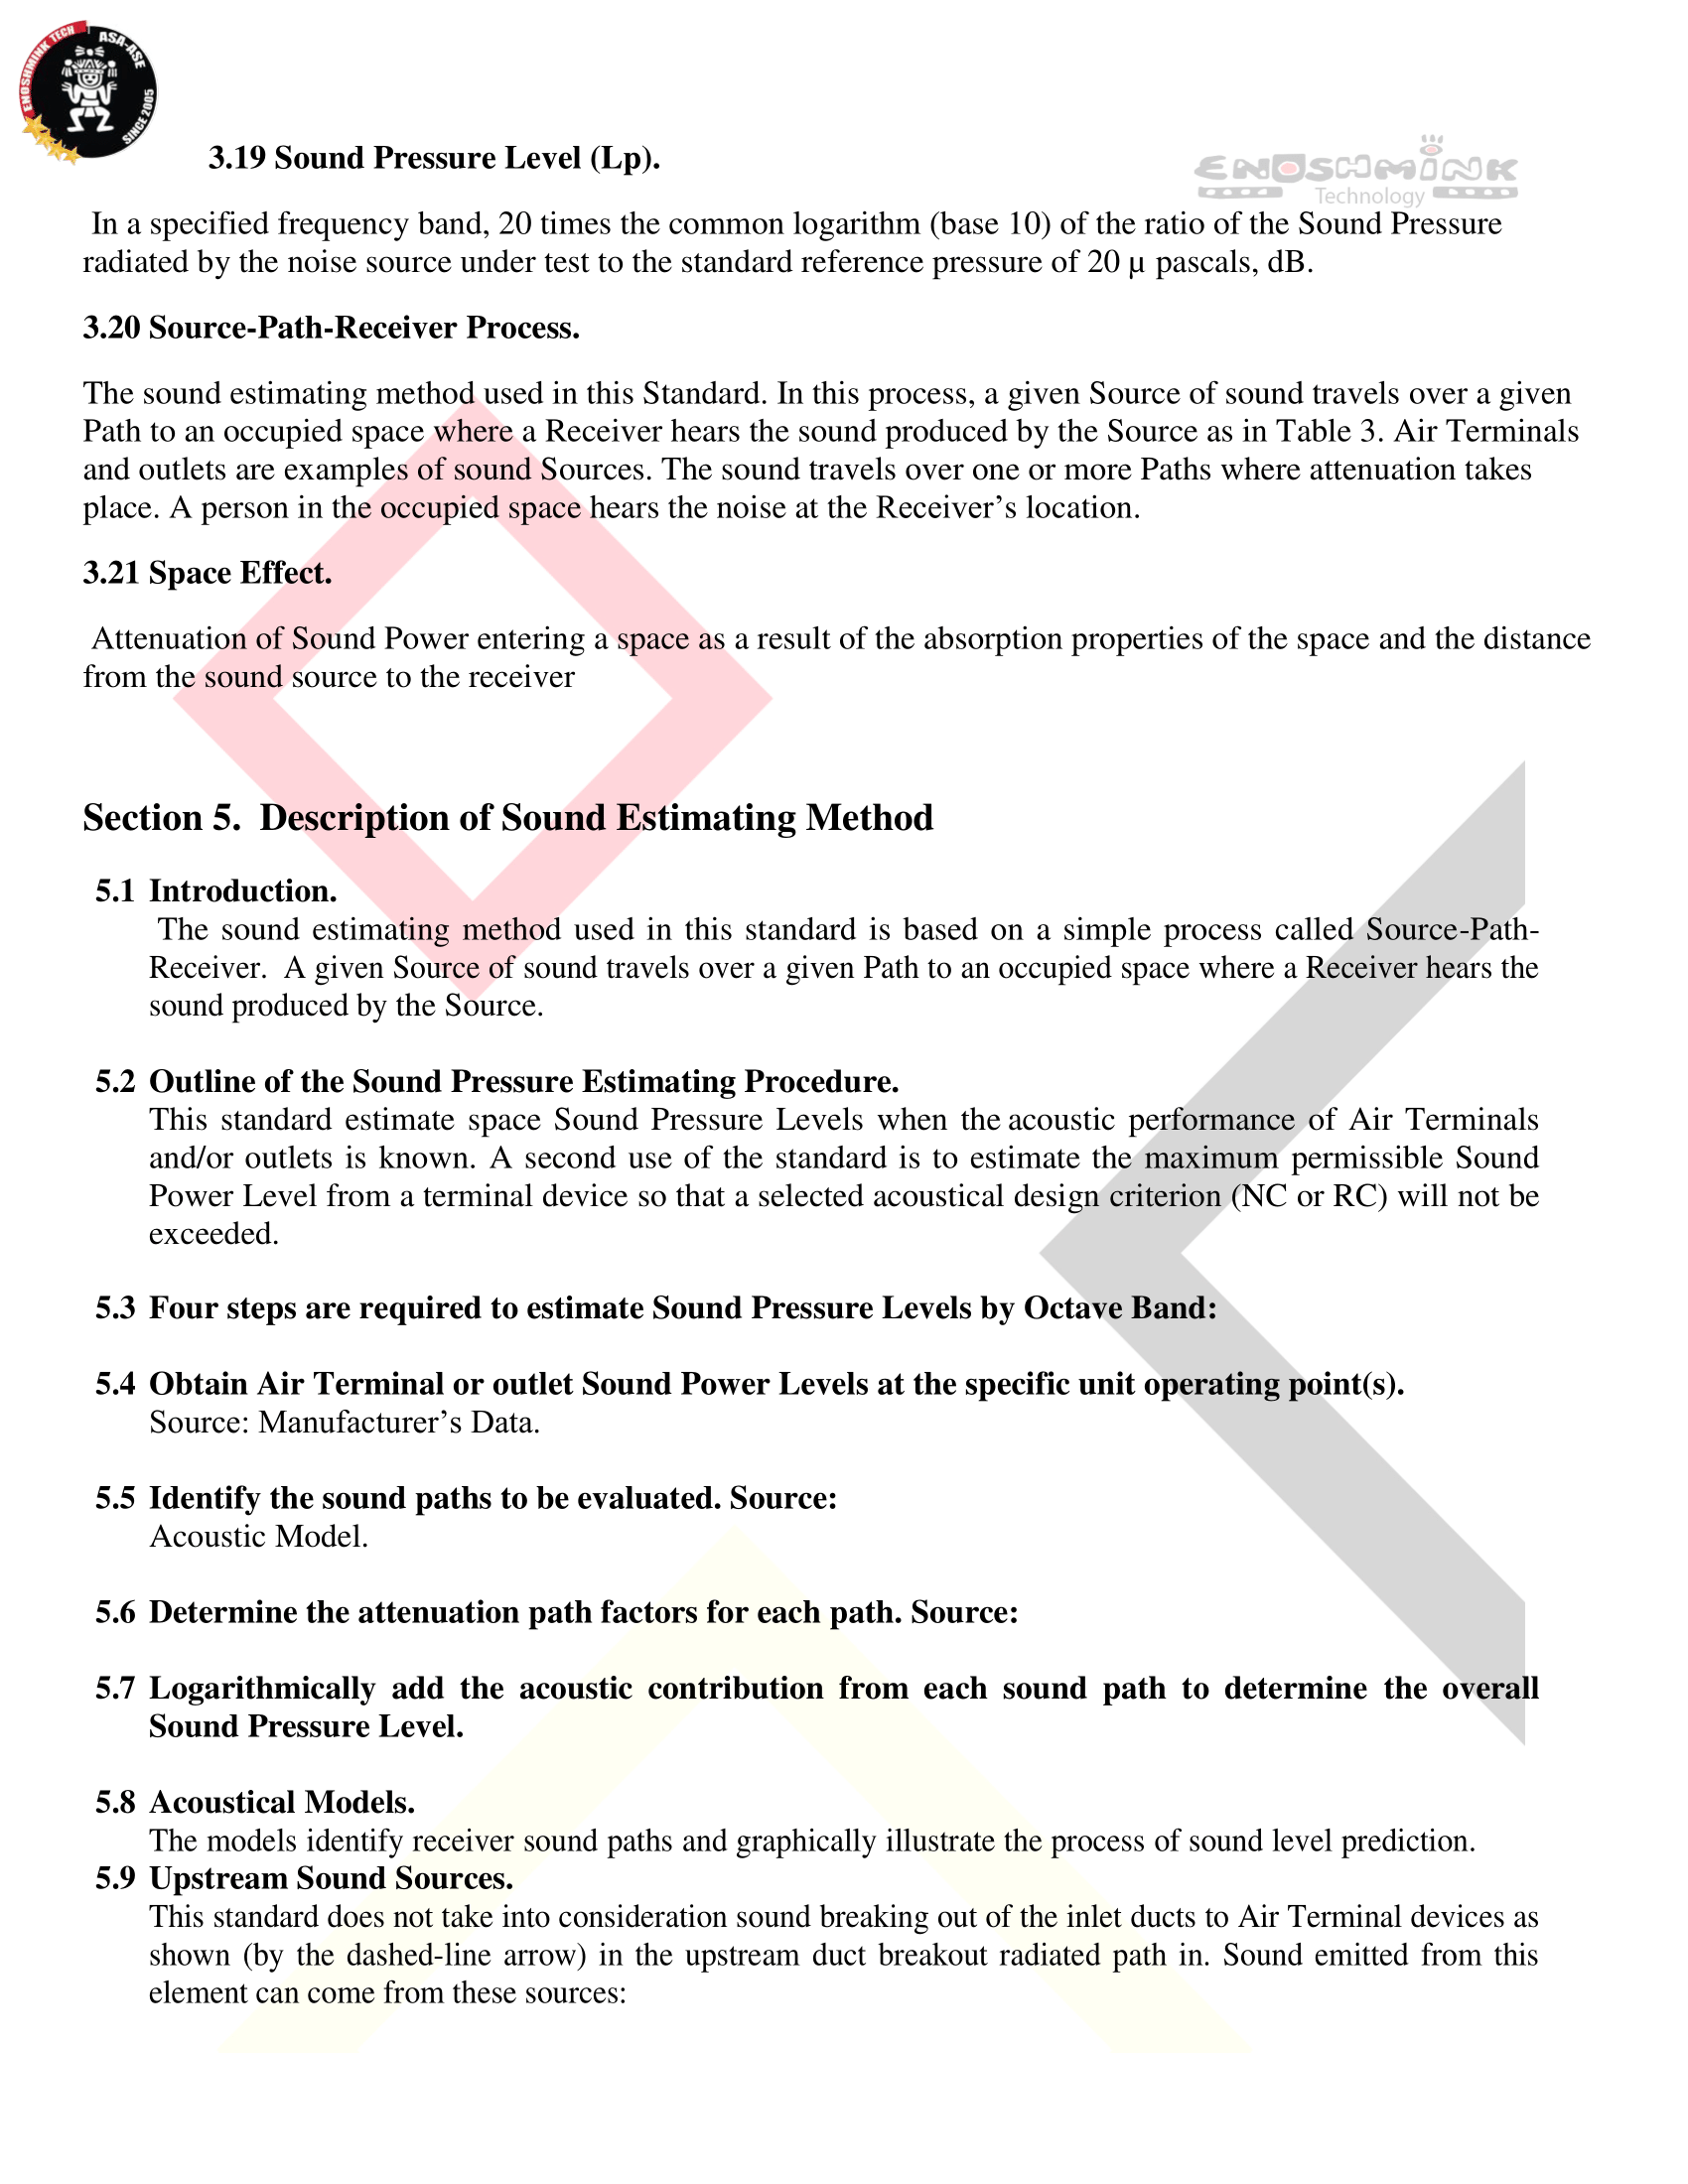 ENOSHMINK TECH
ASA-ASE
SINCE 2005
ENOSHMINK
Technology
3.19 Sound Pressure Level (Lp).
In a specified frequency band, 20 times the common logarithm (base 10) of the ratio of the Sound Pressure
radiated by the noise source under test to the standard reference pressure of 20 µ pascals, dB.
3.20 Source-Path-Receiver Process.
The sound estimating method used in this Standard. In this process, a given Source of sound travels over a given
Path to an occupied space where a Receiver hears the sound produced by the Source as in Table 3. Air Terminals
and outlets are examples of sound Sources. The sound travels over one or more Paths where attenuation takes
place. A person in the occupied space hears the noise at the Receiver’s location.
3.21 Space Effect.
Attenuation of Sound Power entering a space as a result of the absorption properties of the space and the distance
from the sound source to the receiver
Section 5. Description of Sound Estimating Method
5.1 Introduction.
The sound estimating method used in this standard is based on a simple process called Source-Path-
Receiver. A given Source of sound travels over a given Path to an occupied space where a Receiver hears the
sound produced by the Source.
5.2 Outline of the Sound Pressure Estimating Procedure.
This standard estimate space Sound Pressure Levels when the acoustic performance of Air Terminals
and/or outlets is known. A second use of the standard is to estimate the maximum permissible Sound
Power Level from a terminal device so that a selected acoustical design criterion (NC or RC) will not be
exceeded.
5.3 Four steps are required to estimate Sound Pressure Levels by Octave Band:
5.4 Obtain Air Terminal or outlet Sound Power Levels at the specific unit operating point(s).
Source: Manufacturer’s Data.
5.5 Identify the sound paths to be evaluated. Source:
Acoustic Model.
5.6 Determine the attenuation path factors for each path. Source:
5.7 Logarithmically add the acoustic contribution from each sound path to determine the overall
Sound Pressure Level.
5.8 Acoustical Models.
The models identify receiver sound paths and graphically illustrate the process of sound level prediction.
5.9 Upstream Sound Sources.
This standard does not take into consideration sound breaking out of the inlet ducts to Air Terminal devices as
shown (by the dashed-line arrow) in the upstream duct breakout radiated path in. Sound emitted from this
element can come from these sources: